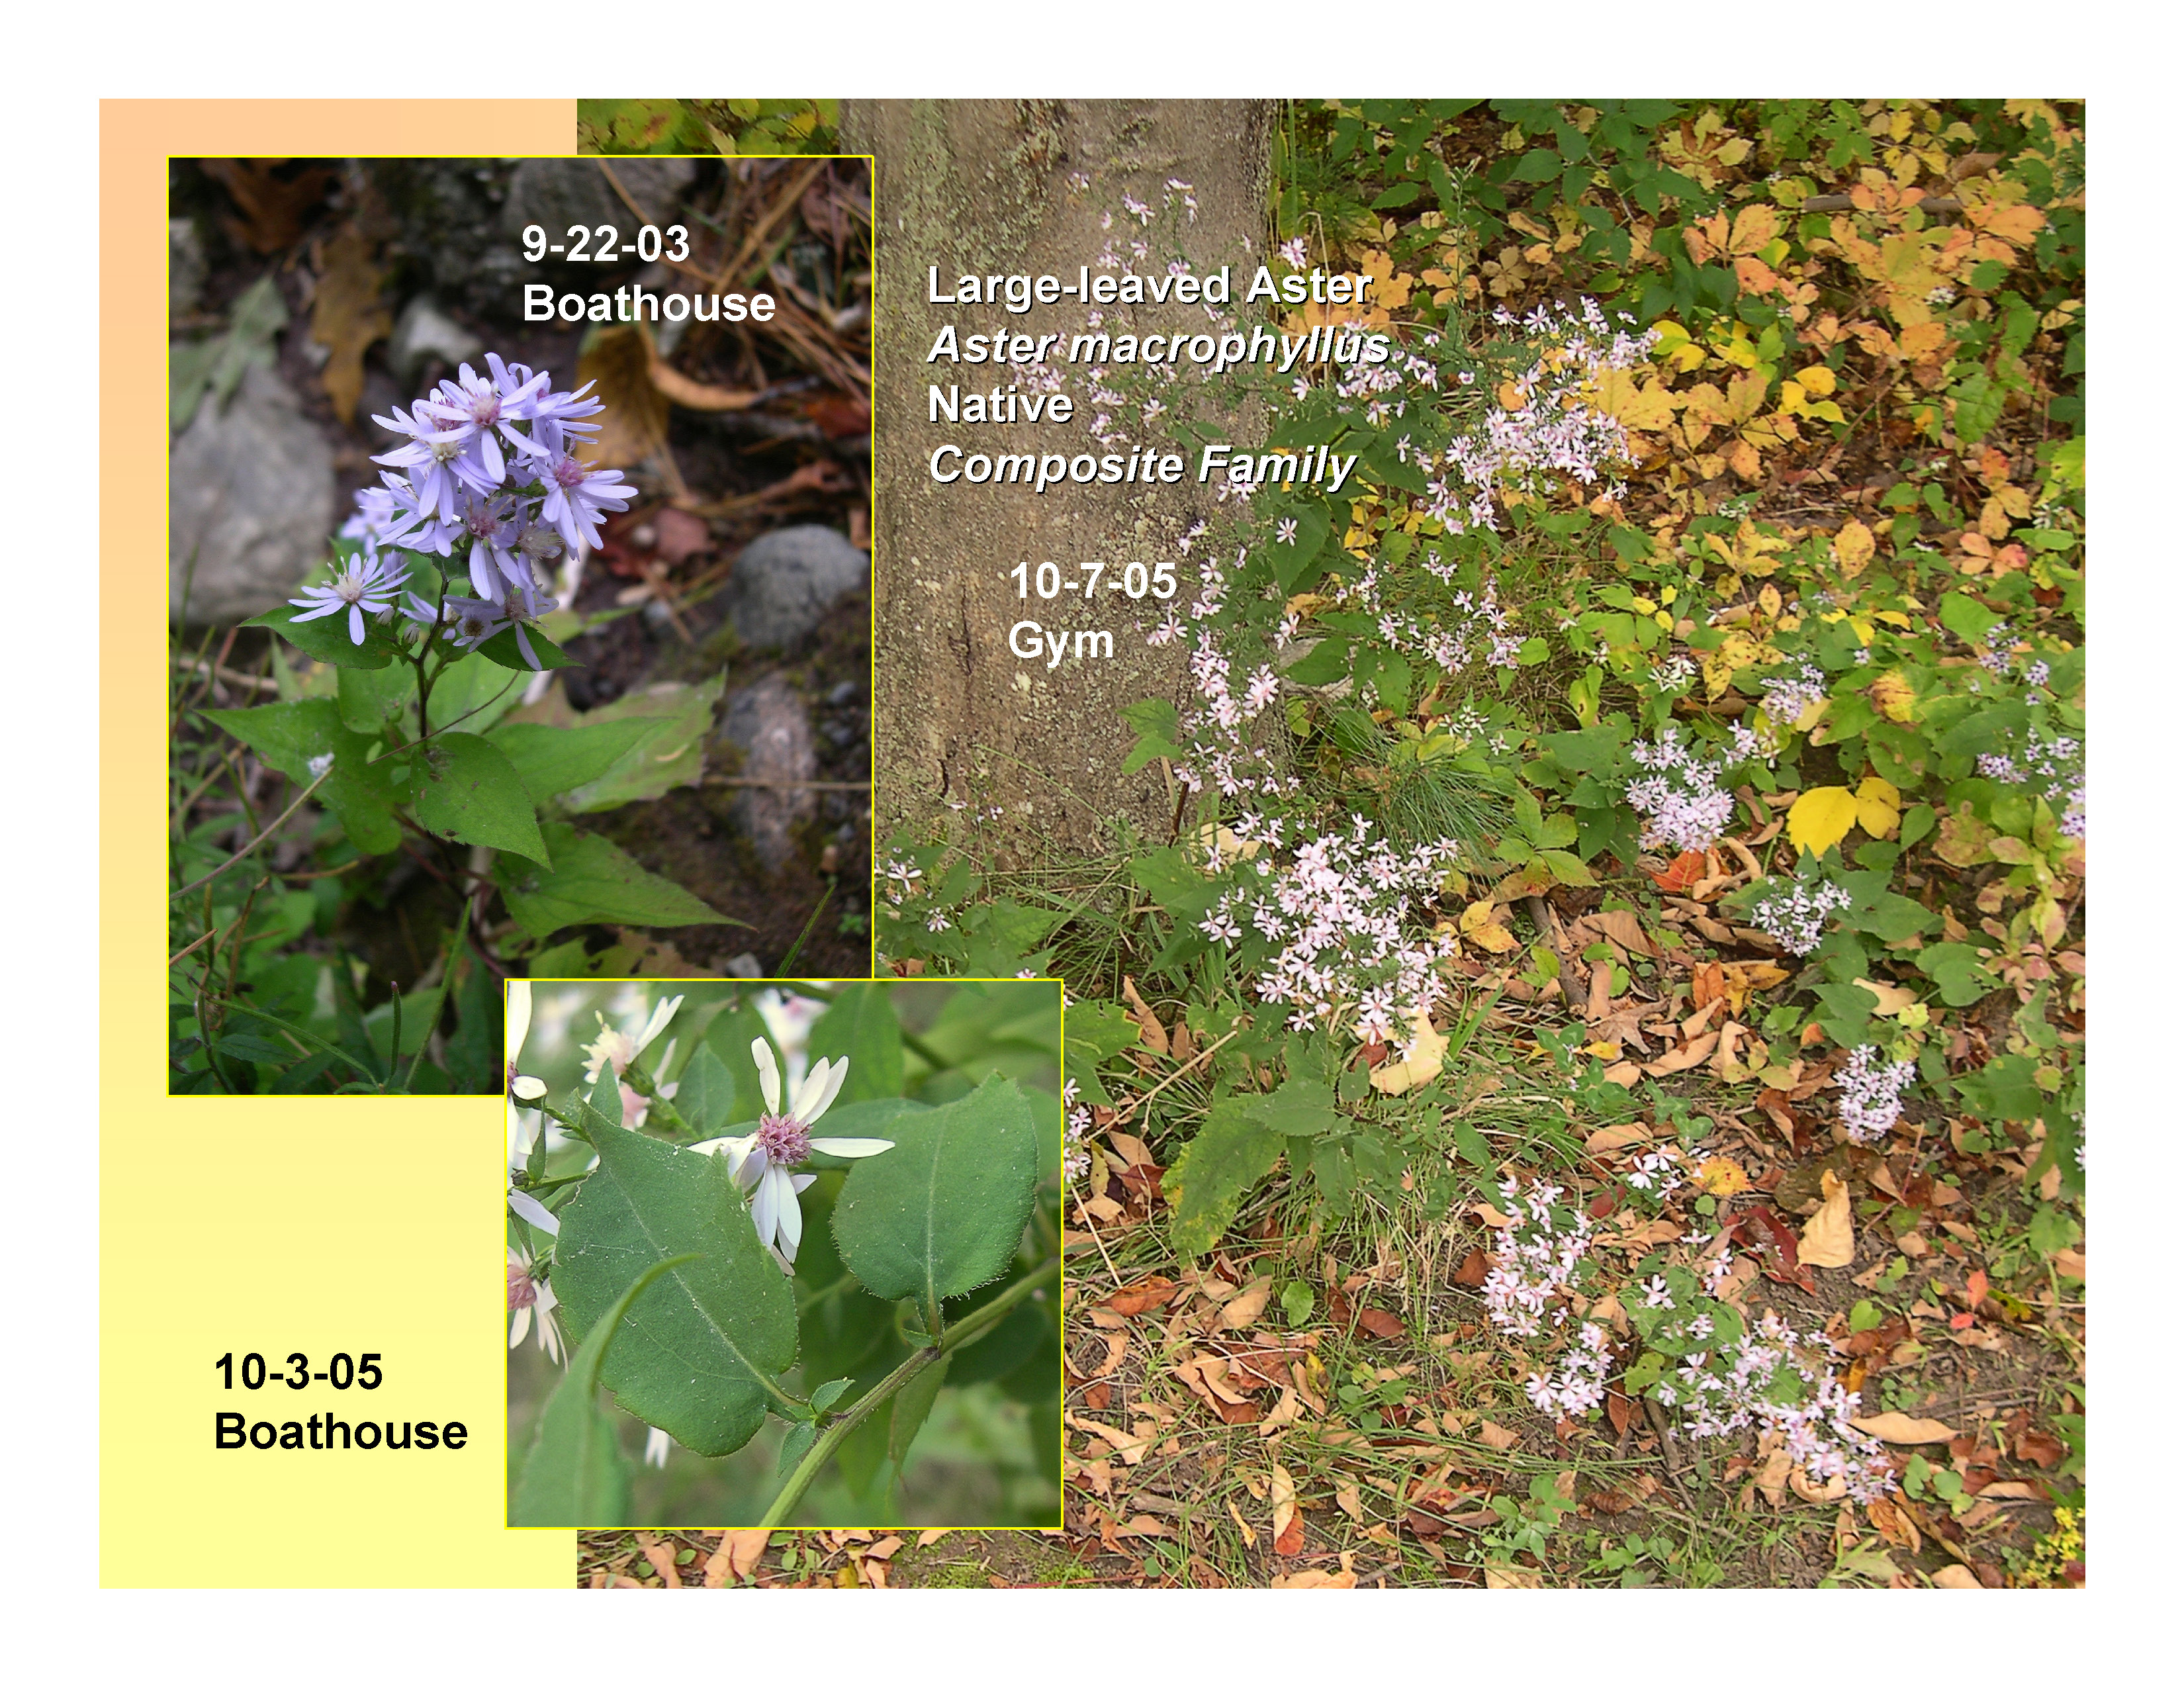 9-22-03
Boathouse
Large-leaved Aster
Aster macrophyllus
Native
Composite Family
10-7-05
Gym
10-3-05
Boathouse